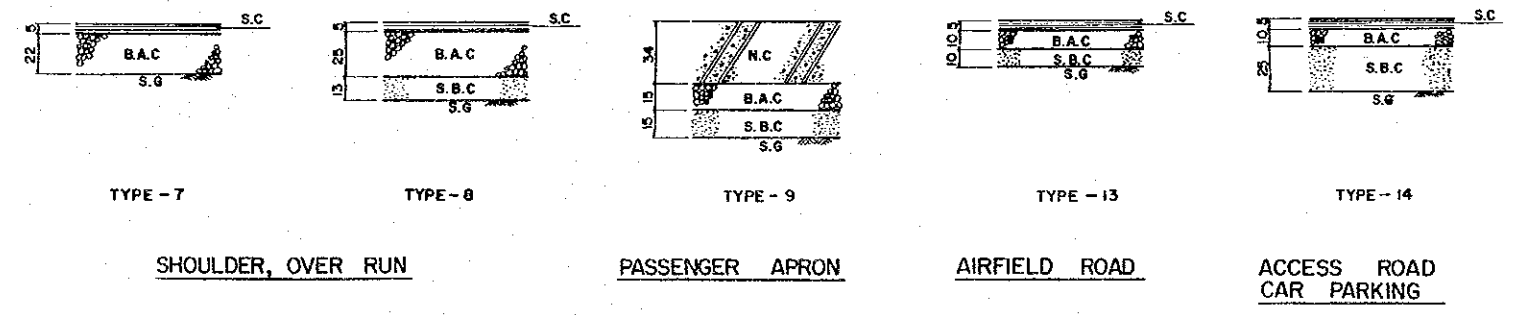 5
22
S.C
B.A.C
S.G
TYPE - 7
5
25
13
S.C
B.A.C
S.B.C
S.G
TYPE - 8
SHOULDER, OVER RUN
34
15
15
N.C
B.A.C
S.B.C
S.G
TYPE - 9
PASSENGER APRON
5
10
10
S.C
B.A.C
S.B.C
S.G
TYPE - 13
AIRFIELD ROAD
5
10
25
S.C
B.A.C
S.B.C
S.G
TYPE - 14
ACCESS ROAD
CAR PARKING